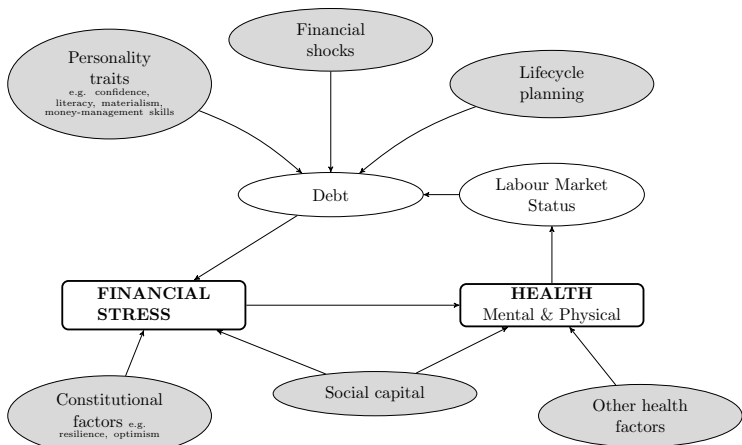 Financial
shocks
Personality
traits
e.g. confidence,
literacy, materialism,
money-management skills
Lifecycle
planning
Debt
Labour Market
Status
FINANCIAL
STRESS
HEALTH
Mental & Physical
Constitutional
factors e.g.
resilience, optimism
Social capital
Other health
factors